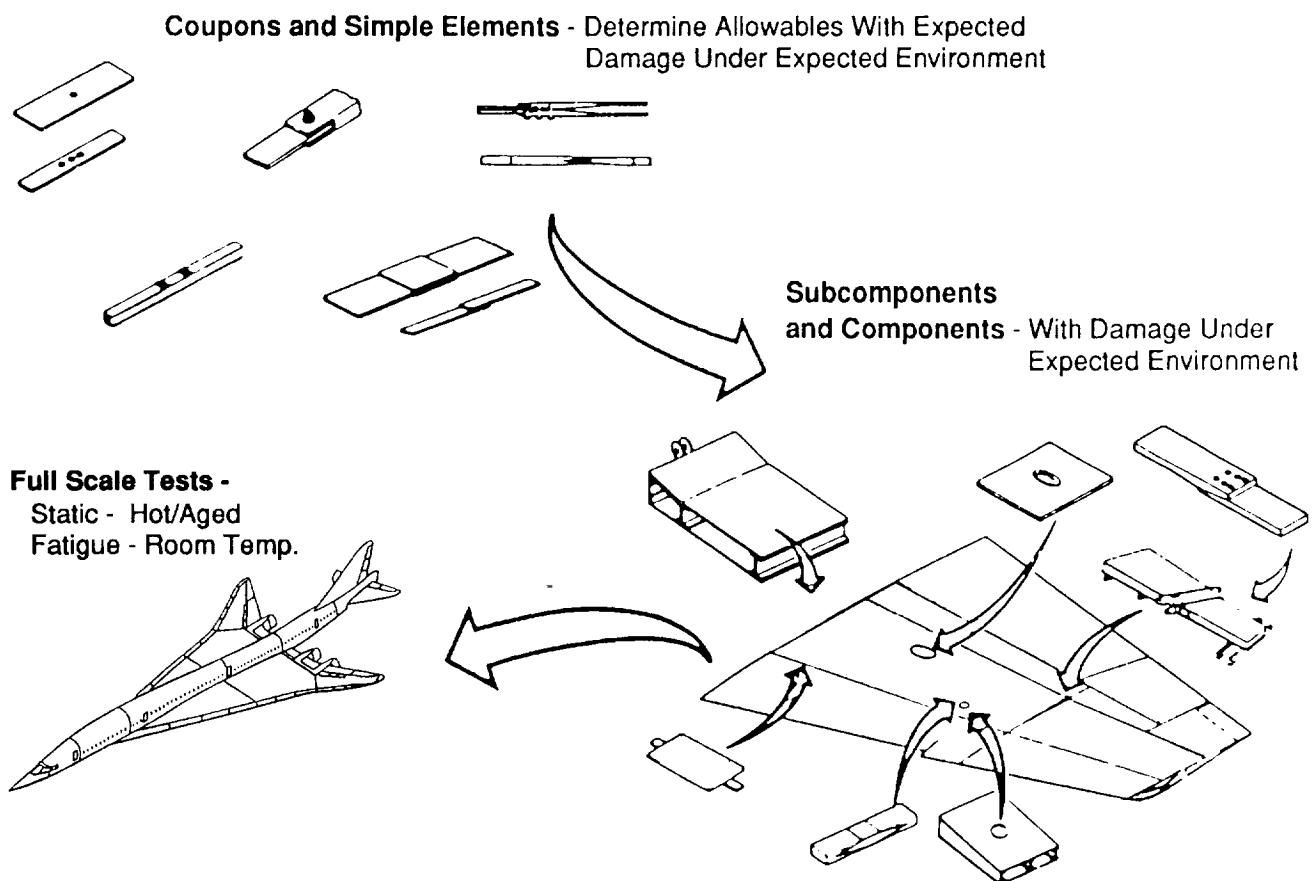 Coupons and Simple Elements - Determine Allowables With Expected
Damage Under Expected Environment
Subcomponents
and Components - With Damage Under
Expected Environment
Full Scale Tests -
Static - Hot/Aged
Fatigue - Room Temp.